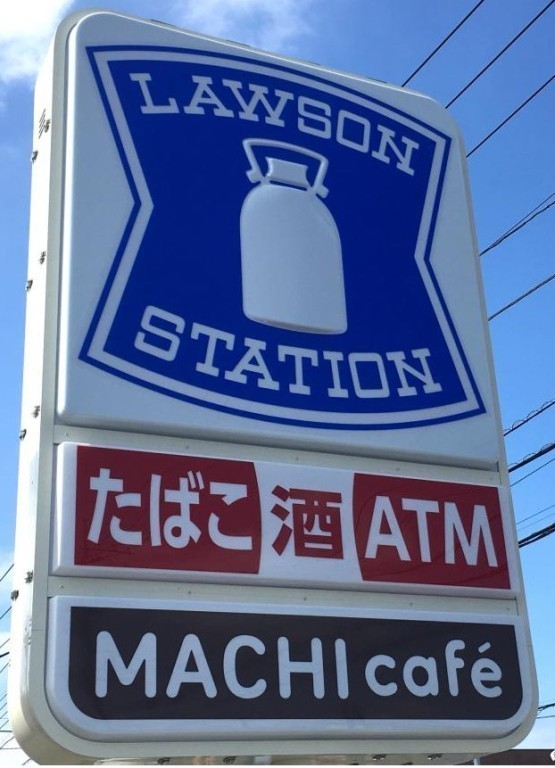 LAWSON
STATION
たばこ 酒 ATM
MACHI café